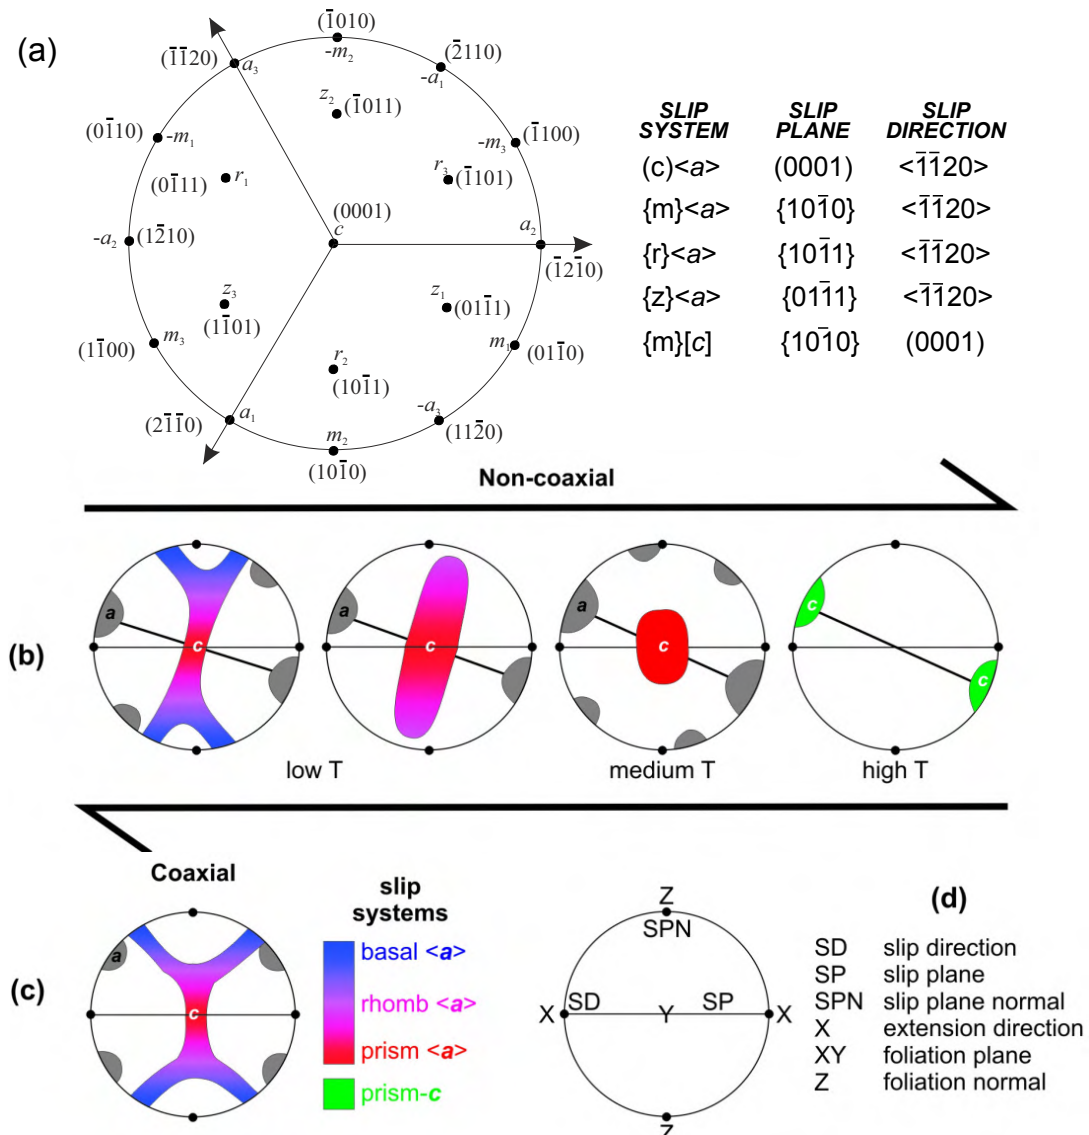 (a)
(1̅010)
-m₂
(2̅110)
-a₁
(1̅1̅20)
a₃
z₂ (1̅011)
(01̅10)
-m₁
-m₃ (1̅100)
(01̅11) r₁
r₃ (1̅101)
(0001)
c
-a₂ (12̅10)
a₂
(1̅21̅0)
z₃
(11̅01)
z₁
(011̅1)
(11̅00) m₃
m₁ (011̅0)
r₂
(101̅1)
(21̅1̅0) a₁
-a₃
(112̅0)
m₂
(101̅0)
SLIP SYSTEM SLIP PLANE SLIP DIRECTION
(c)<a> (0001) <1̅1̅20>
{m}<a> {101̅0} <1̅1̅20>
{r}<a> {101̅1} <1̅1̅20>
{z}<a> {011̅1} <1̅1̅20>
{m}[c] {101̅0} (0001)
Non-coaxial
(b)
a c
a c
a c
c c
low T medium T high T
Coaxial
(c)
a c
slip
systems
basal <a>
rhomb <a>
prism <a>
prism-c
(d)
Z
SPN
X SD Y SP X
Z
SD slip direction
SP slip plane
SPN slip plane normal
X extension direction
XY foliation plane
Z foliation normal